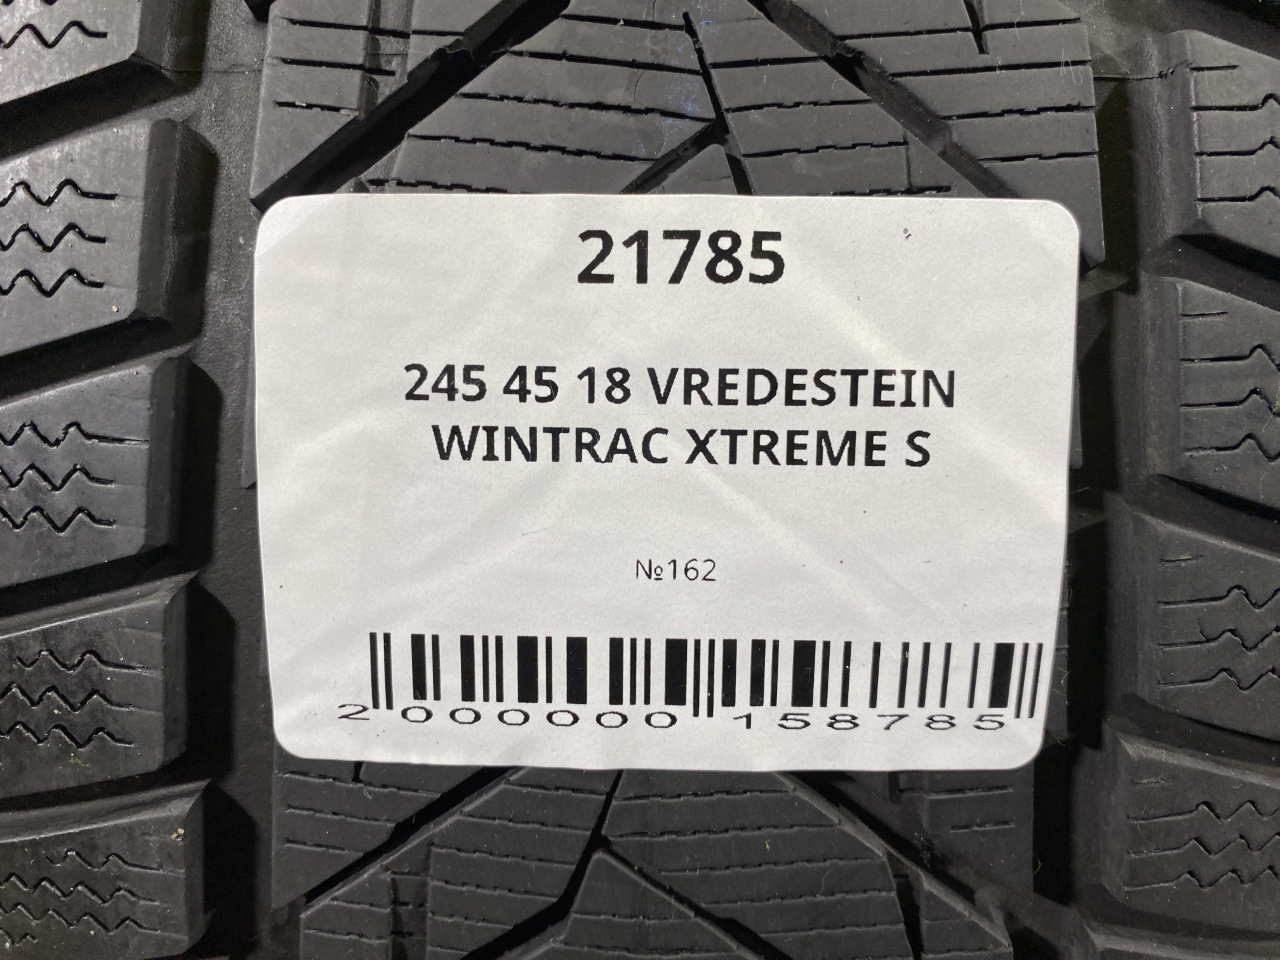 21785
245 45 18 VREDESTEIN
WINTRAC XTREME S
№162
2 000000 158785